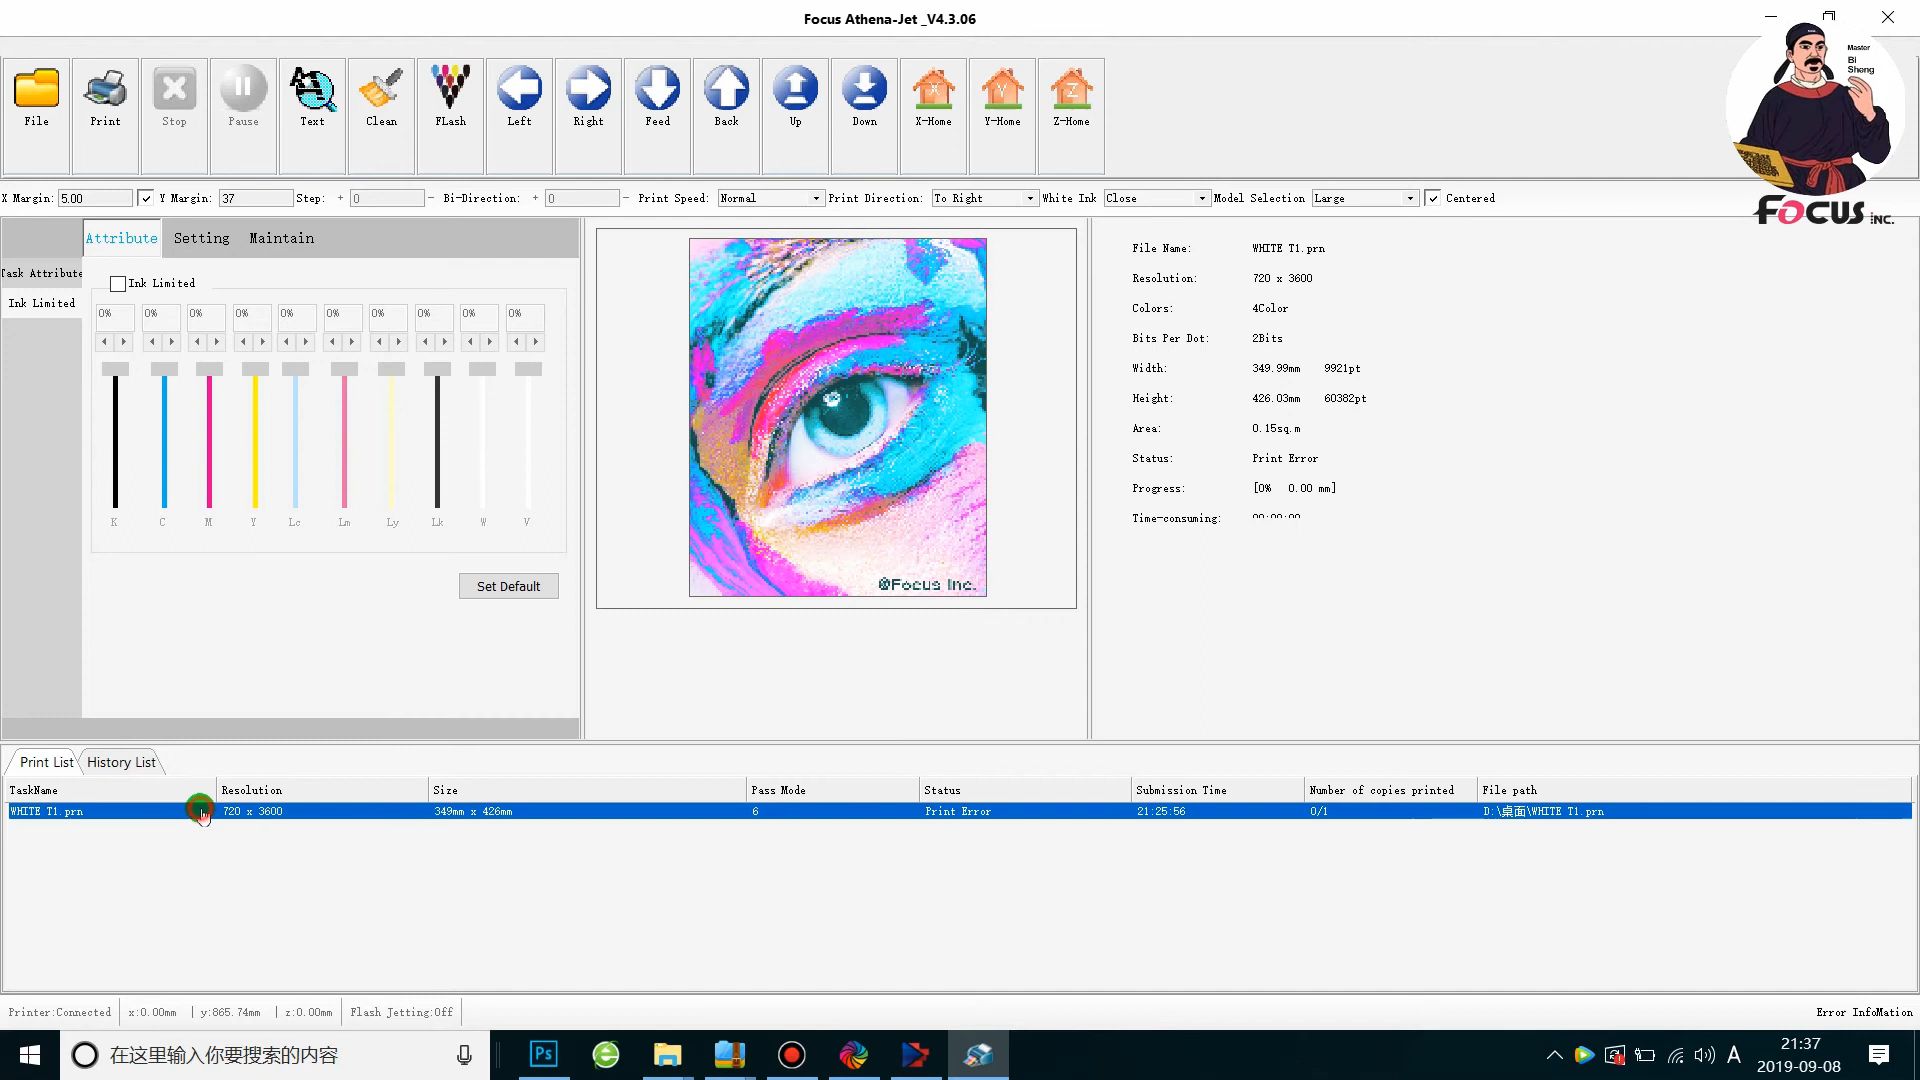 Focus Athena-Jet _V4.3.06
Master
Bi
Sheng
FOCUS INC.
File Print Stop Pause Text Clean FLash Left Right Feed Back Up Down X-Home Y-Home Z-Home
X Margin: 5.00 Y Margin: 37 Step: + 0 - Bi-Direction: + 0 - Print Speed: Normal Print Direction: To Right White Ink Close Model Selection Large Centered
Attribute Setting Maintain
Task Attribute
Ink Limited
Ink Limited
0% 0% 0% 0% 0% 0% 0% 0% 0% 0%
K C M Y Lc Lm Ly Lk W V
Set Default
@Focus Inc.
File Name: WHITE T1.prn
Resolution: 720 x 3600
Colors: 4Color
Bits Per Dot: 2Bits
Width: 349.99mm 9921pt
Height: 426.03mm 60382pt
Area: 0.15sq.m
Status: Print Error
Progress: [0% 0.00 mm]
Time-consuming: 00:00:00
Print List History List
TaskName Resolution Size Pass Mode Status Submission Time Number of copies printed File path
WHITE T1.prn 720 x 3600 349mm x 426mm 6 Print Error 21:25:56 0/1 D:\桌面\WHITE T1.prn
Printer:Connected x:0.00mm y:865.74mm z:0.00mm Flash Jetting:Off Error InfoMation
在这里输入你要搜索的内容
Ps
A
21:37
2019-09-08